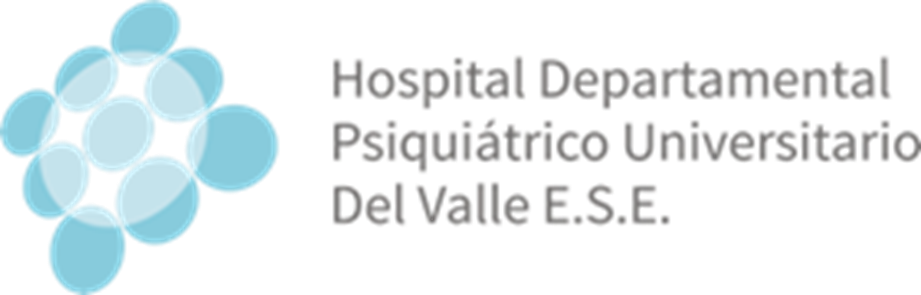 Hospital Departamental
Psiquiátrico Universitario
Del Valle E.S.E.